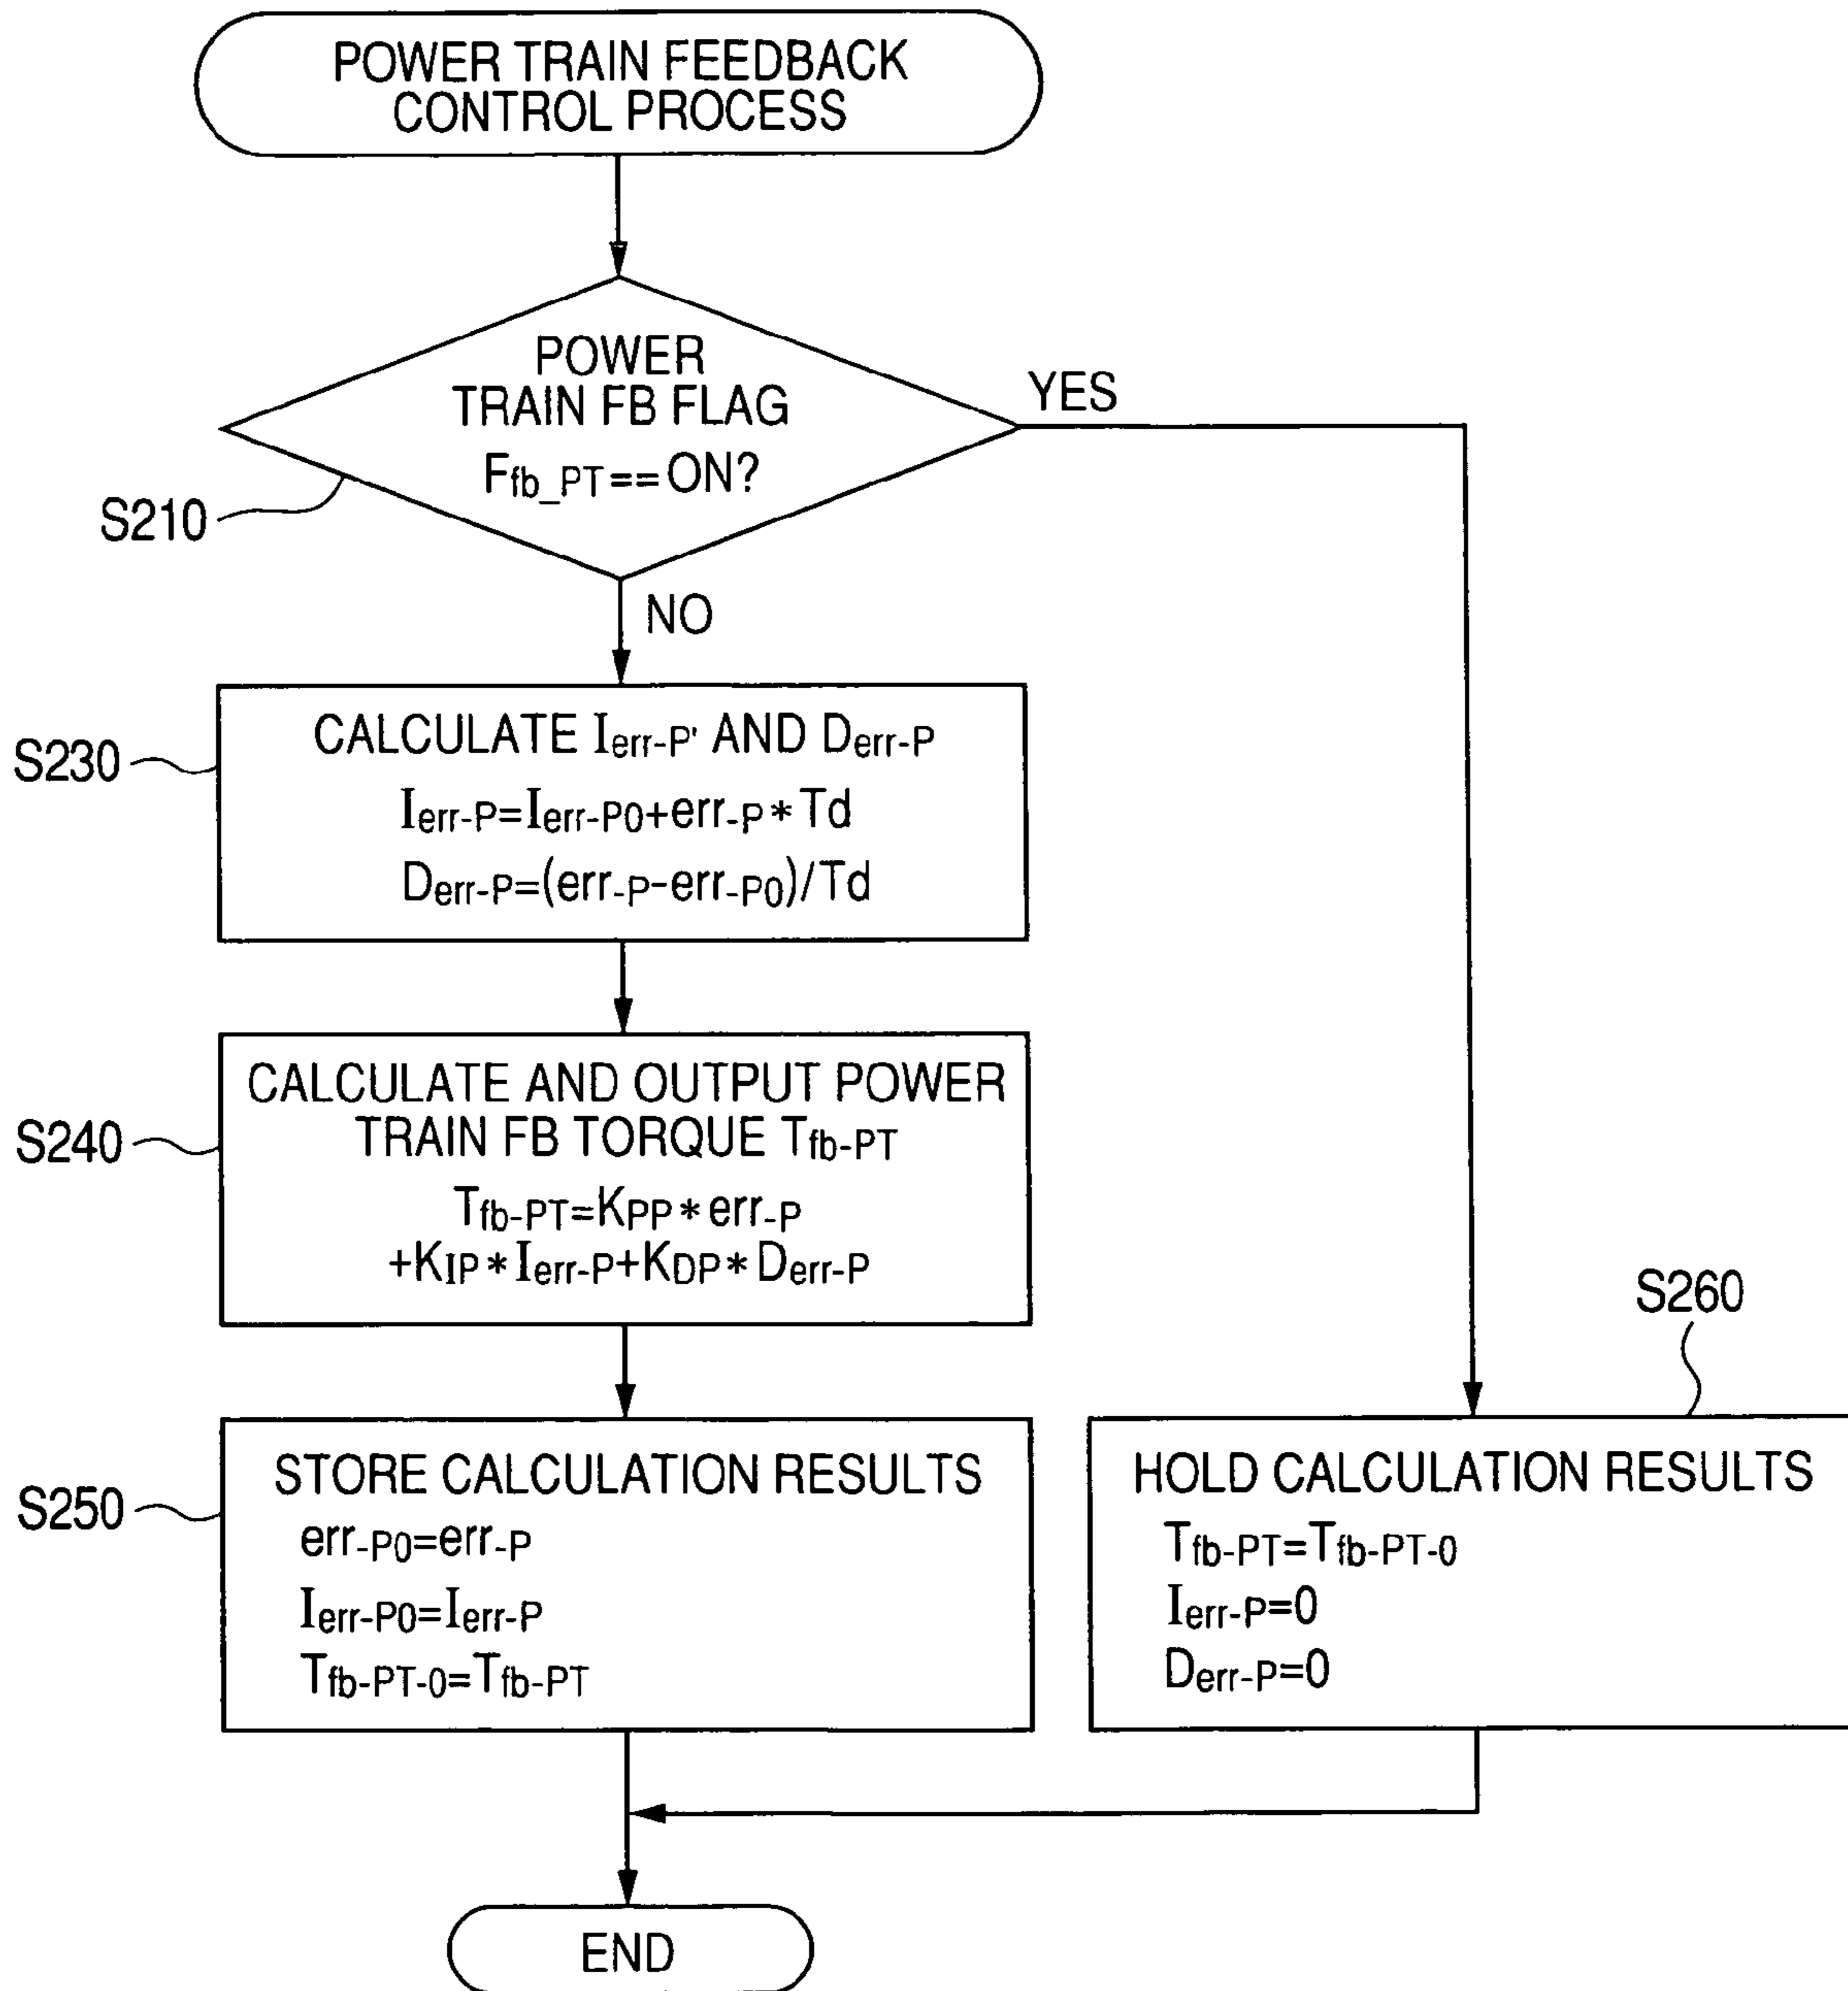 POWER TRAIN FEEDBACK
CONTROL PROCESS
POWER
TRAIN FB FLAG
Ffb_PT==ON?
YES
S210
NO
S230
CALCULATE Ierr-P' AND Derr-P
Ierr-P=Ierr-P0+err-P*Td
Derr-P=(err-P-err-P0)/Td
S240
CALCULATE AND OUTPUT POWER
TRAIN FB TORQUE Tfb-PT
Tfb-PT=KPP*err-P
+KIP*Ierr-P+KDP*Derr-P
S250
STORE CALCULATION RESULTS
err-P0=err-P
Ierr-P0=Ierr-P
Tfb-PT-0=Tfb-PT
S260
HOLD CALCULATION RESULTS
Tfb-PT=Tfb-PT-0
Ierr-P=0
Derr-P=0
END